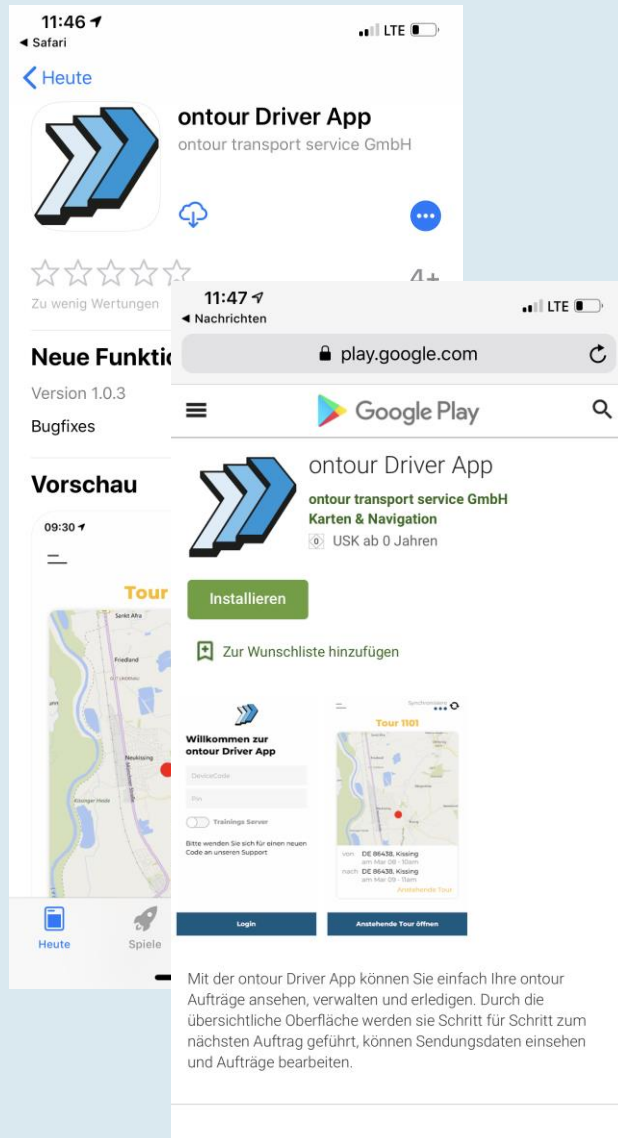 11:46
LTE
Safari
Heute
ontour Driver App
ontour transport service GmbH
4+
Zu wenig Wertungen
Neue Funkti
Version 1.0.3
Bugfixes
Vorschau
09:30
Tour
Sankt Afra
Friedland
Neukissing
Kissinger Heide
Heute
Spiele
11:47
LTE
Nachrichten
play.google.com
Google Play
ontour Driver App
ontour transport service GmbH
Karten & Navigation
0
USK ab 0 Jahren
Installieren
Zur Wunschliste hinzufügen
Willkommen zur
ontour Driver App
DeviceCode
Pin
Trainings Server
Bitte wenden Sie sich für einen neuen
Code an unseren Support
Login
Synchronisiere
Tour 1101
von DE 86438, Kissing
am Mar 08 - 10am
nach DE 86438, Kissing
am Mar 09 - 11am
Anstehende Tour
Anstehende Tour öffnen
Mit der ontour Driver App können Sie einfach Ihre ontour
Aufträge ansehen, verwalten und erledigen. Durch die
übersichtliche Oberfläche werden sie Schritt für Schritt zum
nächsten Auftrag geführt, können Sendungsdaten einsehen
und Aufträge bearbeiten.